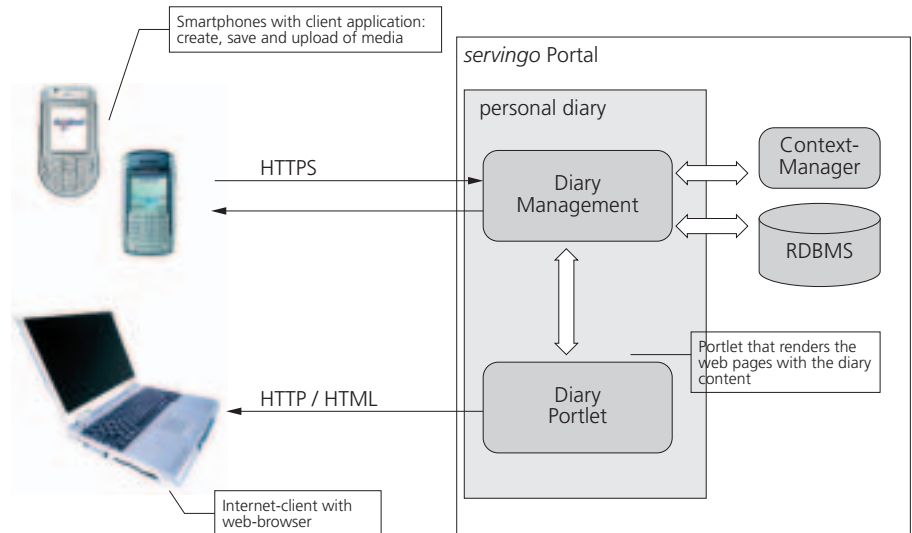 Smartphones with client application:
create, save and upload of media
servingo Portal
personal diary
HTTPS
Diary
Management
Context-
Manager
RDBMS
Portlet that renders the
web pages with the diary
content
HTTP / HTML
Diary
Portlet
Internet-client with
web-browser